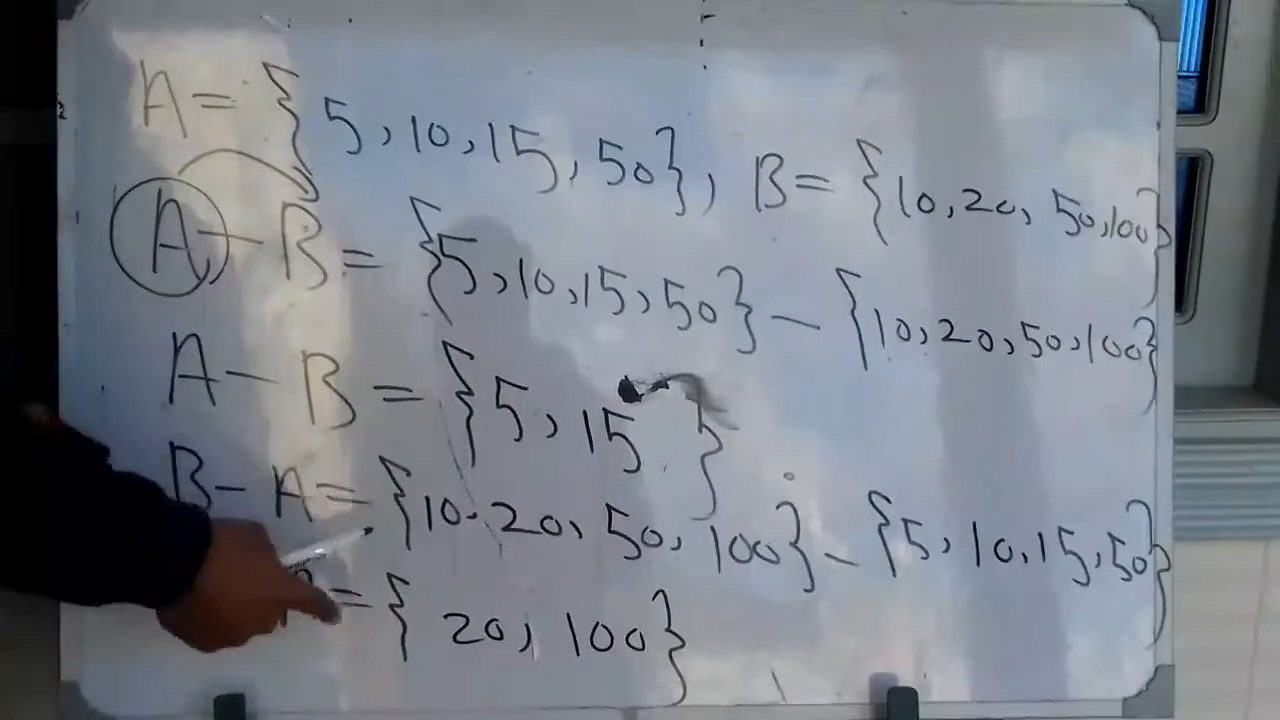 A = {5, 10, 15, 50}, B = {10, 20, 50, 100}
A - B = {5, 10, 15, 50} - {10, 20, 50, 100}
A - B = {5, 15}
B - A = {10. 20, 50, 100} - {5, 10, 15, 50}
= {20, 100}